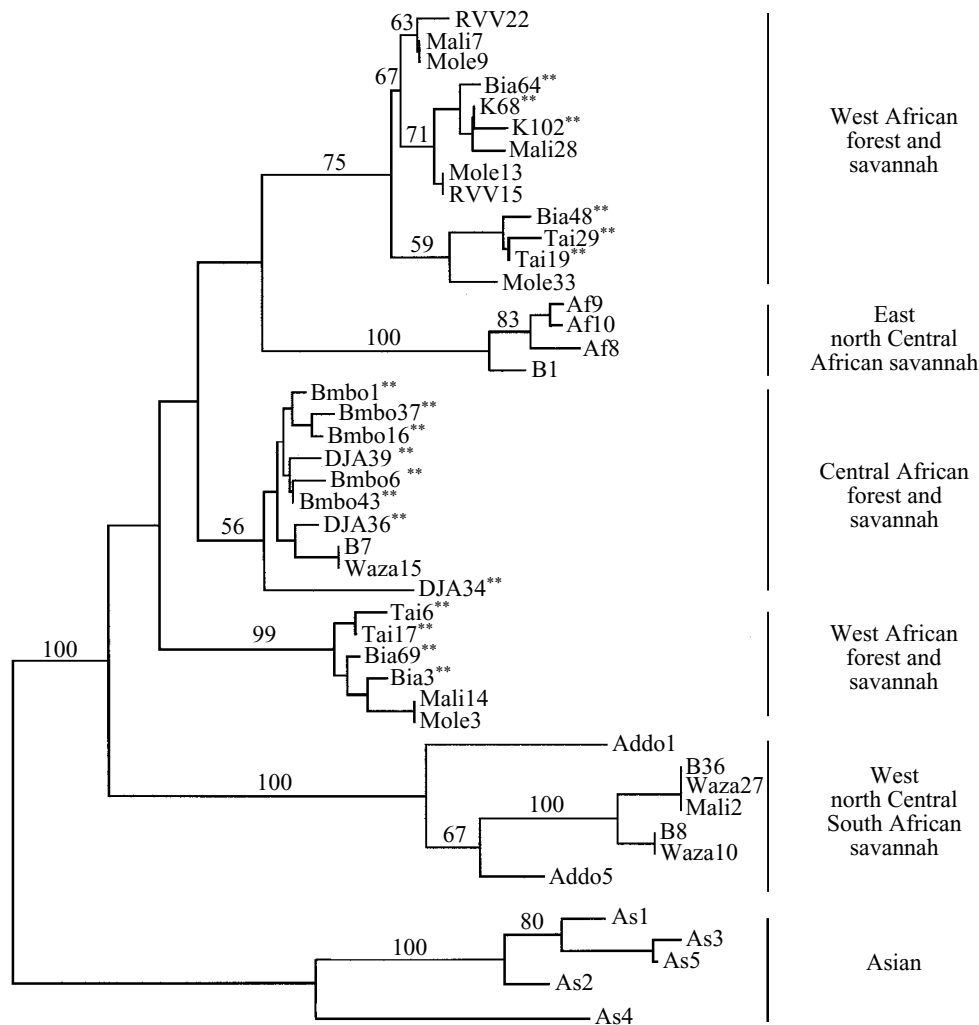 63
RVV22
Mali7
Mole9
67
Bia64**
K68**
K102**
71
Mali28
75
Mole13
RVV15
Bia48**
Tai29**
59
Tai19**
Mole33
West African
forest and
savannah
Af9
83
Af10
100
Af8
B1
East
north Central
African savannah
Bmbo1**
Bmbo37**
Bmbo16**
DJA39**
Bmbo6**
Bmbo43**
56
DJA36**
B7
Waza15
DJA34**
Central African
forest and
savannah
Tai6**
Tai17**
99
Bia69**
100
Bia3**
Mali14
Mole3
West African
forest and
savannah
Addo1
B36
Waza27
100
100
Mali2
67
B8
Waza10
Addo5
West
north Central
South African
savannah
As1
80
As3
100
As5
As2
As4
Asian